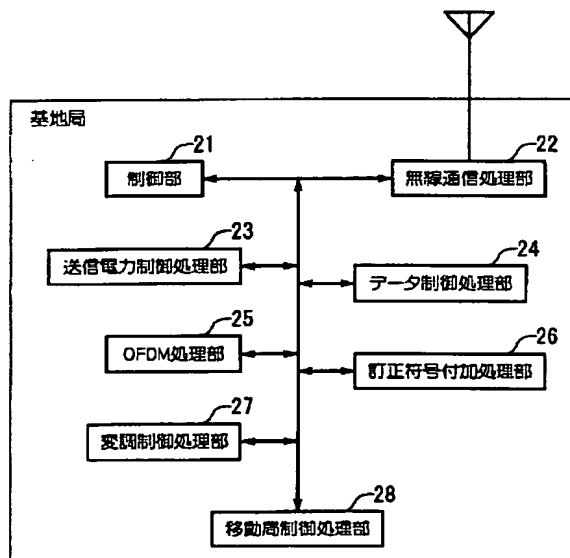 基地局
21
制御部
22
無線通信処理部
23
送信電力制御処理部
24
データ制御処理部
25
OFDM処理部
26
訂正符号付加処理部
27
変調制御処理部
28
移動局制御処理部